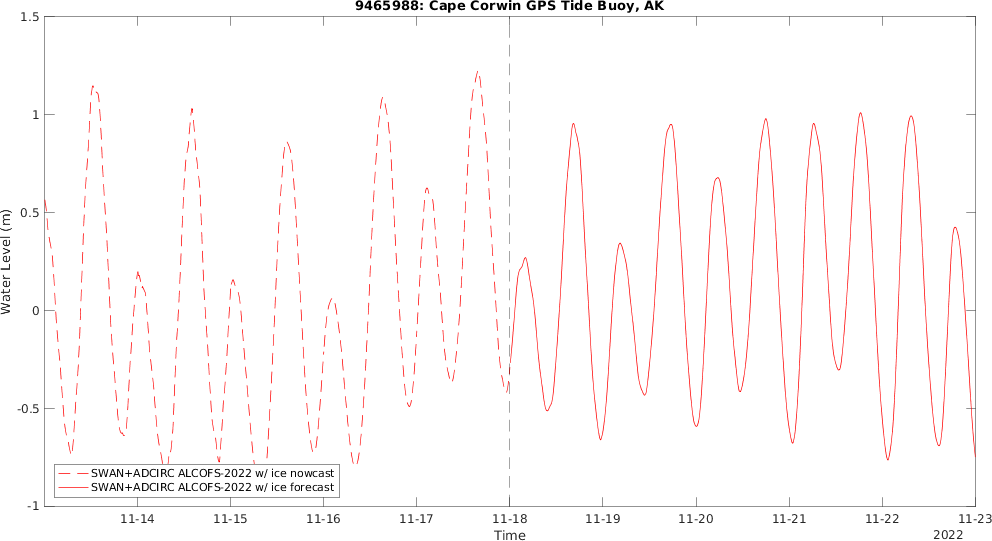 9465988: Cape Corwin GPS Tide Buoy, AK
1.5
1
0.5
0
-0.5
-1
Water Level (m)
SWAN+ADCIRC ALCOFS-2022 w/ ice nowcast
SWAN+ADCIRC ALCOFS-2022 w/ ice forecast
11-14 11-15 11-16 11-17 11-18 11-19 11-20 11-21 11-22 11-23
Time
2022